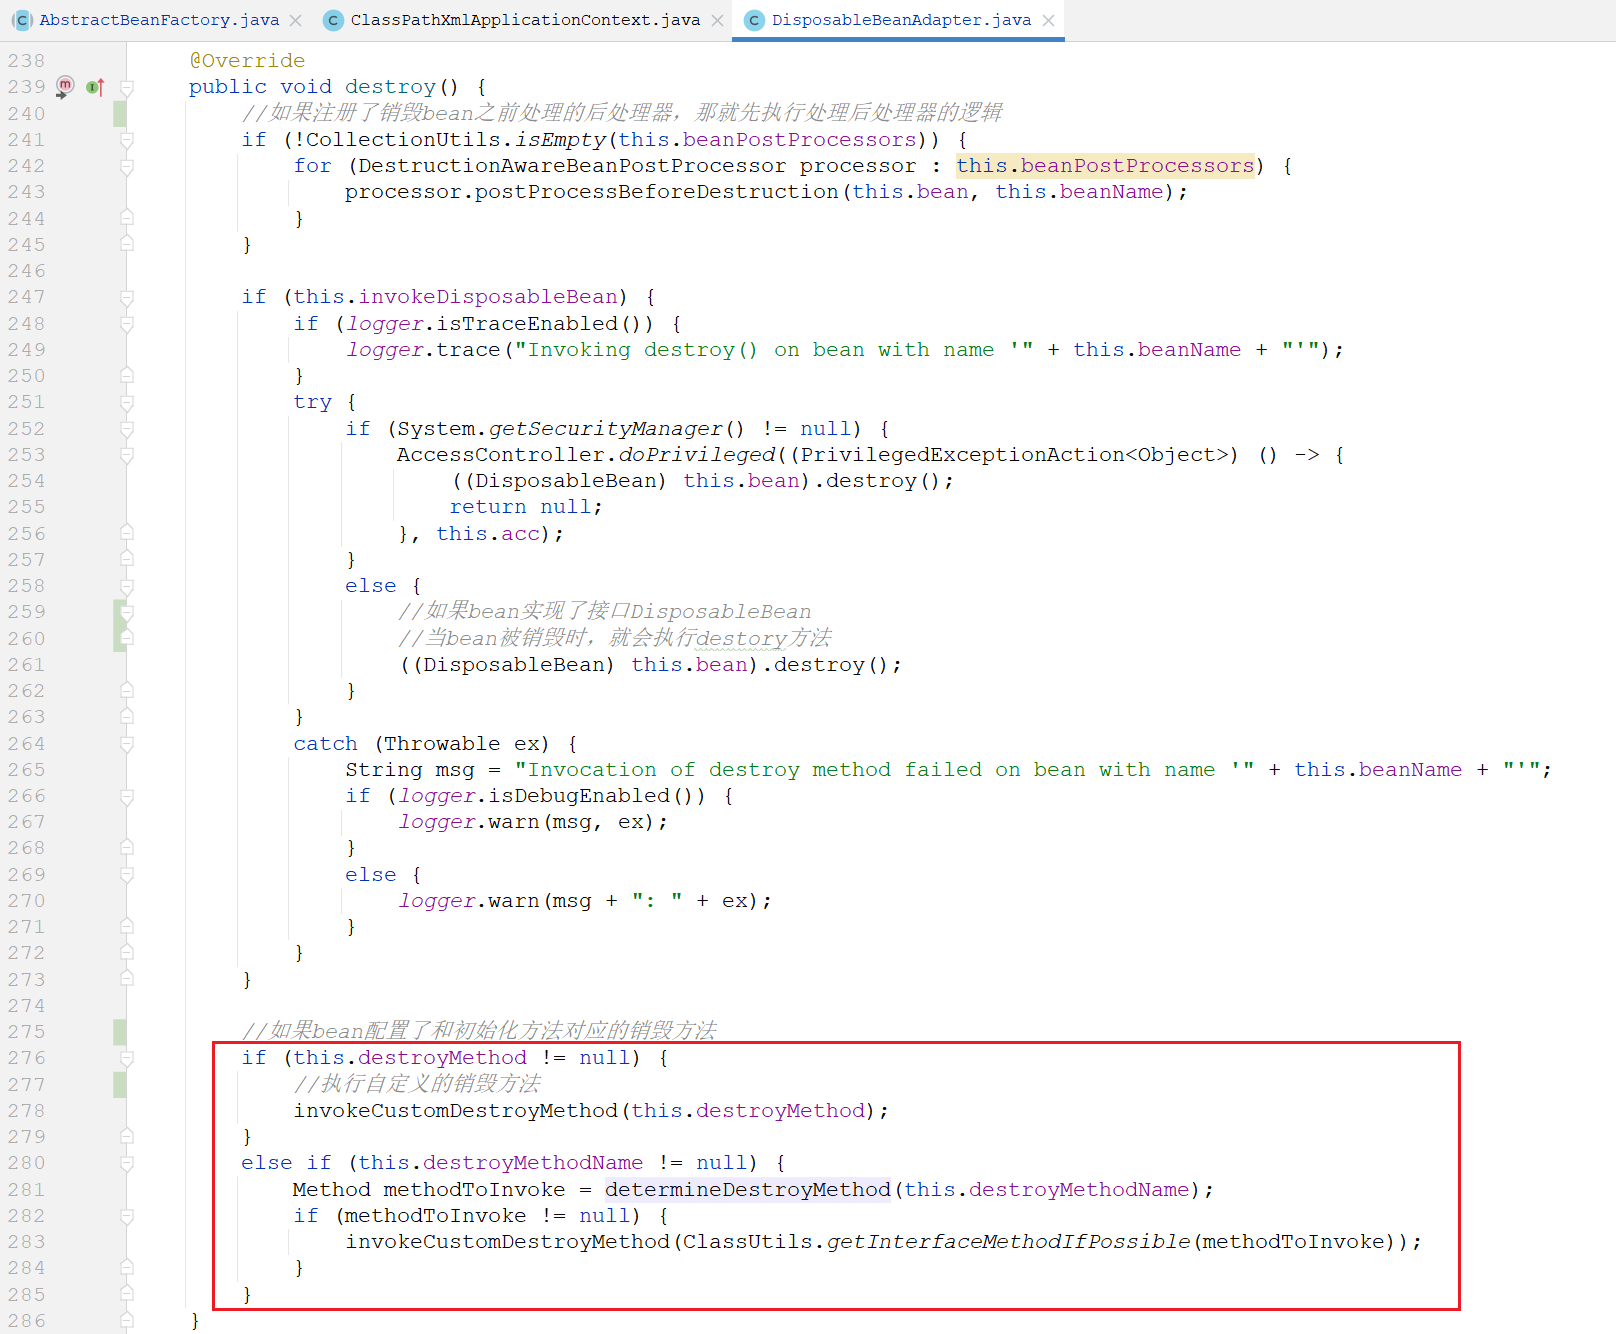 AbstractBeanFactory.java ClassPathXmlApplicationContext.java DisposableBeanAdapter.java
238 @Override
239 public void destroy() {
240 //如果注册了销毁bean之前处理的后处理器，那就先执行处理后处理器的逻辑
241 if (!CollectionUtils.isEmpty(this.beanPostProcessors)) {
242 for (DestructionAwareBeanPostProcessor processor : this.beanPostProcessors) {
243 processor.postProcessBeforeDestruction(this.bean, this.beanName);
244 }
245 }
246
247 if (this.invokeDisposableBean) {
248 if (logger.isTraceEnabled()) {
249 logger.trace("Invoking destroy() on bean with name '" + this.beanName + "'");
250 }
251 try {
252 if (System.getSecurityManager() != null) {
253 AccessController.doPrivileged((PrivilegedExceptionAction<Object>) () -> {
254 ((DisposableBean) this.bean).destroy();
255 return null;
256 }, this.acc);
257 }
258 else {
259 //如果bean实现了接口DisposableBean
260 //当bean被销毁时，就会执行destory方法
261 ((DisposableBean) this.bean).destroy();
262 }
263 }
264 catch (Throwable ex) {
265 String msg = "Invocation of destroy method failed on bean with name '" + this.beanName + "'";
266 if (logger.isDebugEnabled()) {
267 logger.warn(msg, ex);
268 }
269 else {
270 logger.warn(msg + ": " + ex);
271 }
272 }
273 }
274
275 //如果bean配置了和初始化方法对应的销毁方法
276 if (this.destroyMethod != null) {
277 //执行自定义的销毁方法
278 invokeCustomDestroyMethod(this.destroyMethod);
279 }
280 else if (this.destroyMethodName != null) {
281 Method methodToInvoke = determineDestroyMethod(this.destroyMethodName);
282 if (methodToInvoke != null) {
283 invokeCustomDestroyMethod(ClassUtils.getInterfaceMethodIfPossible(methodToInvoke));
284 }
285 }
286 }